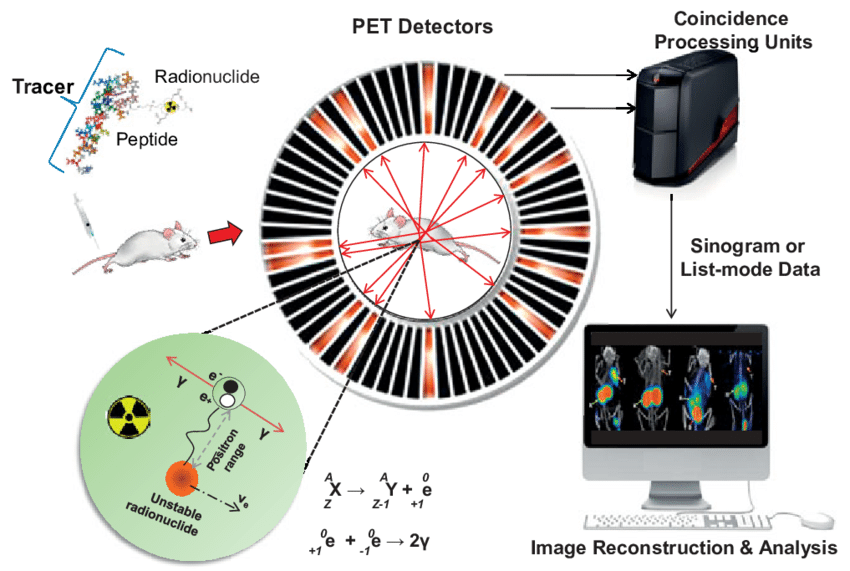 PET Detectors
Coincidence
Processing Units
Tracer
Radionuclide
Peptide
Sinogram or
List-mode Data
γ
e-
e+
γ
Positron
range
Unstable
radionuclide
νe
A/Z X → A/Z-1 Y + 0/+1 e
0/+1 e + 0/-1 e → 2γ
Image Reconstruction & Analysis